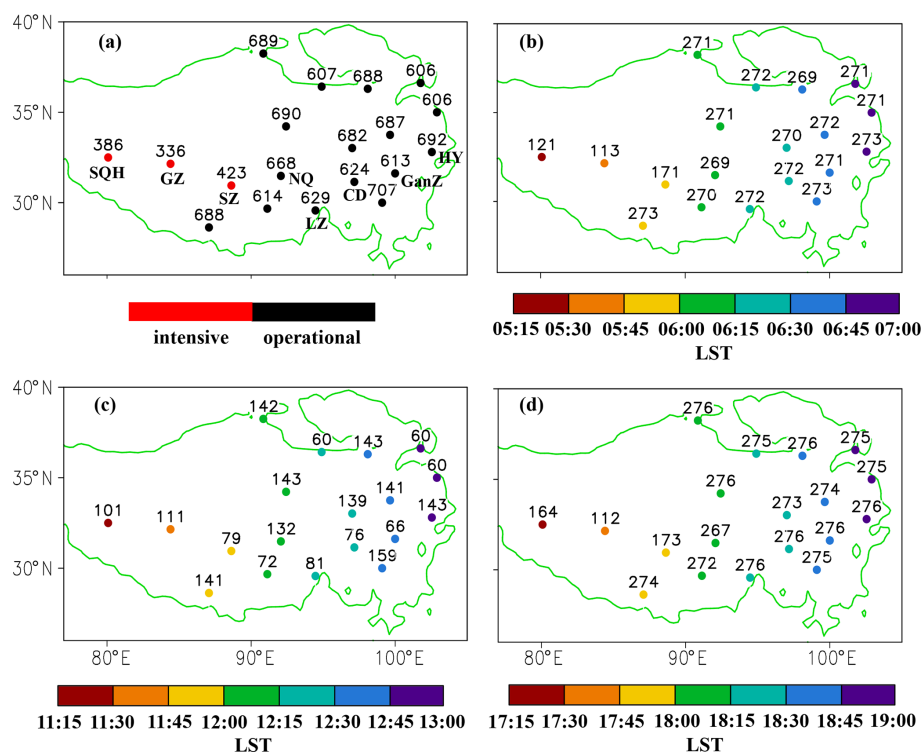 40°N
(a)
689
607
688
606
35°N
606
690
687
386
336
682
692
HY
SQH
GZ
423
668
624
613
SZ
NQ
CD
GanZ
30°N
614
629
707
688
LZ
intensive
operational
(b)
271
272
269
271
271
271
272
121
113
270
273
171
269
272
271
270
272
273
273
05:15 05:30 05:45 06:00 06:15 06:30 06:45 07:00
LST
40°N
(c)
142
60
143
60
35°N
60
143
141
101
111
139
143
79
132
76
66
30°N
72
81
159
141
80°E 90°E 100°E
11:15 11:30 11:45 12:00 12:15 12:30 12:45 13:00
LST
(d)
276
275
276
275
275
276
274
164
112
273
276
173
267
276
276
272
276
275
274
80°E 90°E 100°E
17:15 17:30 17:45 18:00 18:15 18:30 18:45 19:00
LST